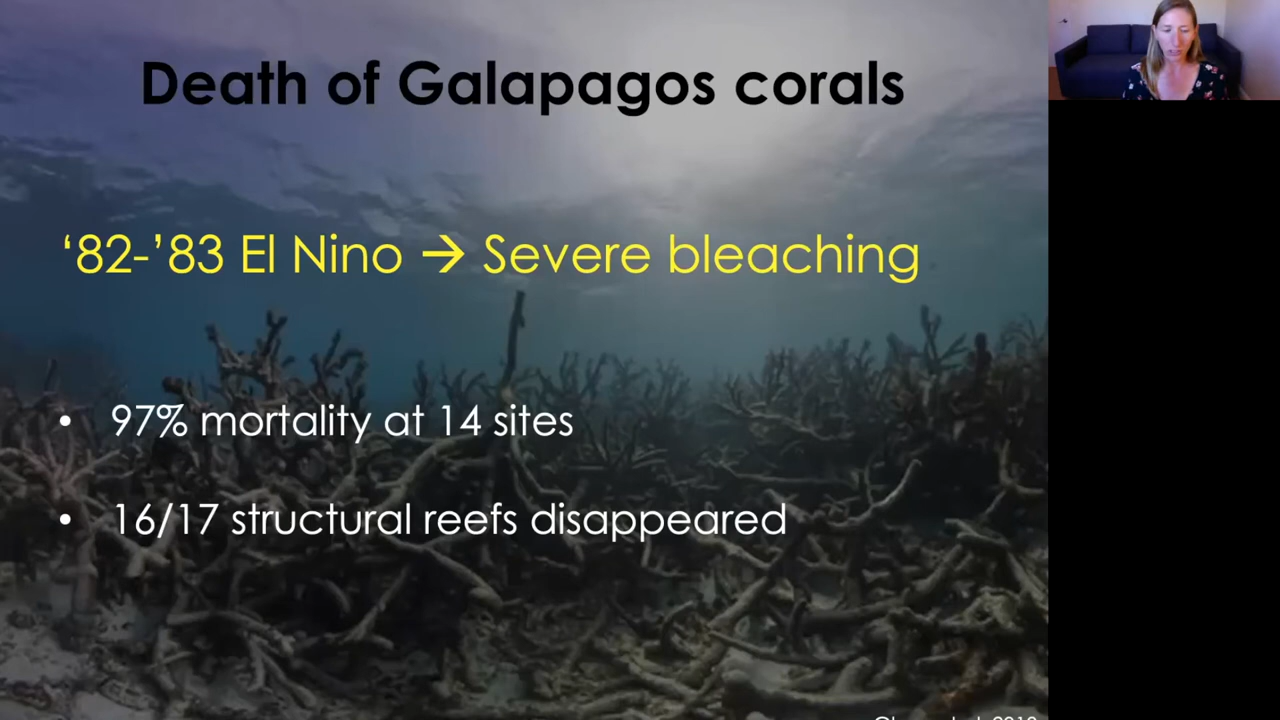 Death of Galapagos corals
‘82-’83 El Nino → Severe bleaching
• 97% mortality at 14 sites
• 16/17 structural reefs disappeared